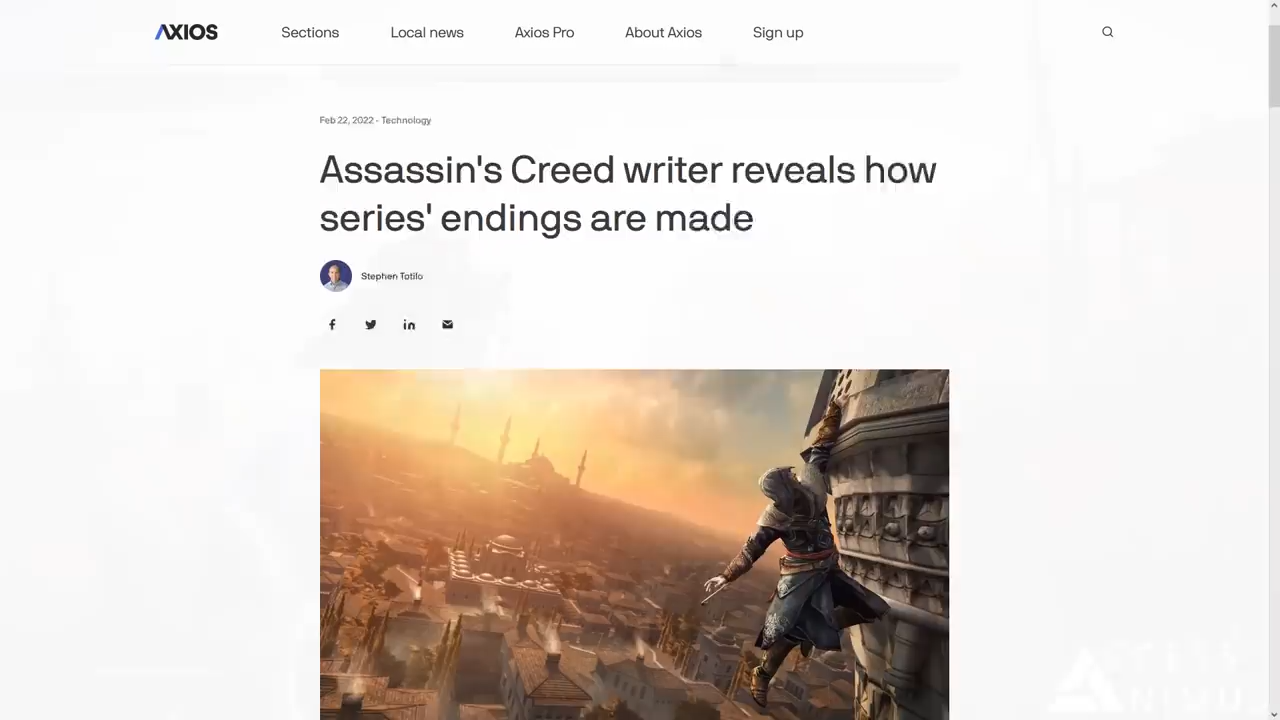 AXIOS
Sections
Local news
Axios Pro
About Axios
Sign up
Feb 22, 2022 - Technology
Assassin's Creed writer reveals how
series' endings are made
Stephen Totilo